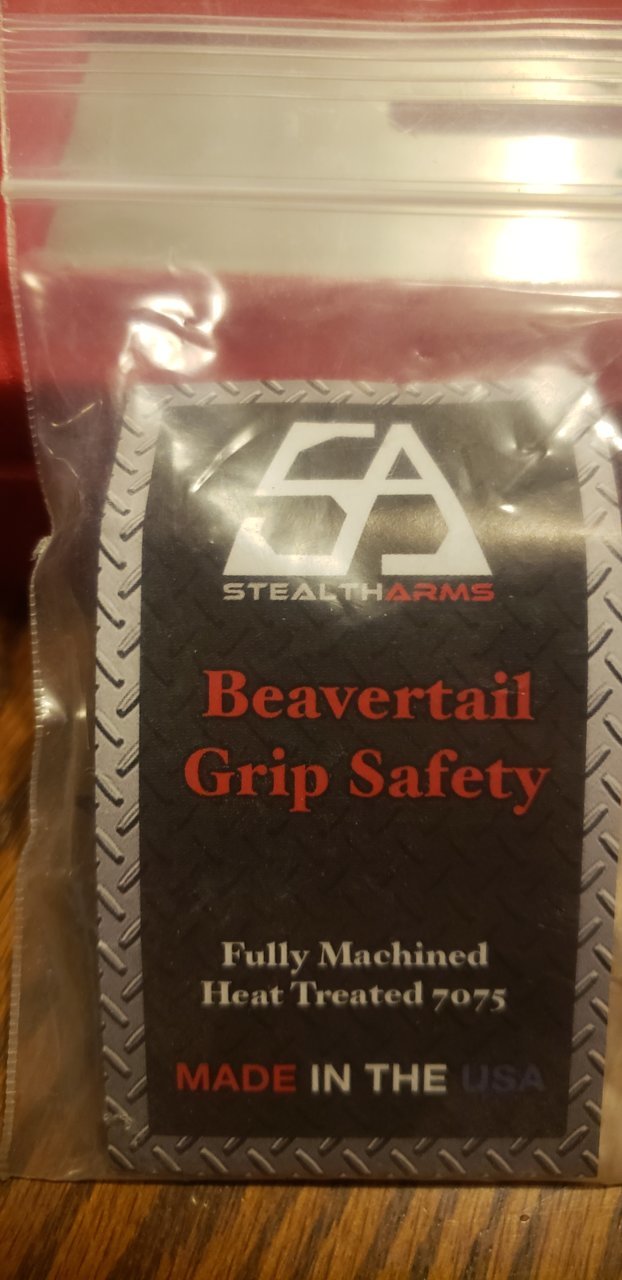 SA
STEALTHARMS
Beavertail
Grip Safety
Fully Machined
Heat Treated 7075
MADE IN THE USA